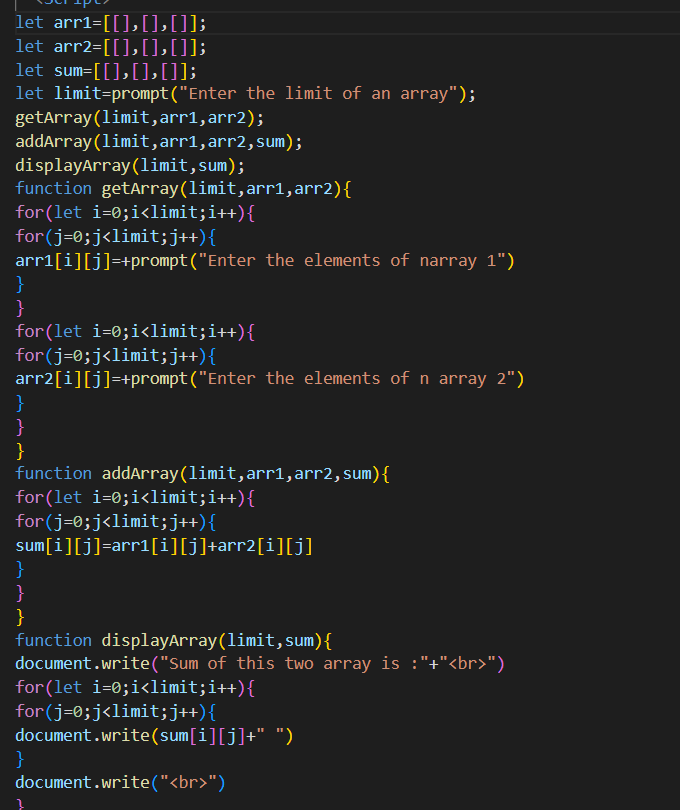 <script>
let arr1=[[],[],[]];
let arr2=[[],[],[]];
let sum=[[],[],[]];
let limit=prompt("Enter the limit of an array");
getArray(limit,arr1,arr2);
addArray(limit,arr1,arr2,sum);
displayArray(limit,sum);
function getArray(limit,arr1,arr2){
for(let i=0;i<limit;i++){
for(j=0;j<limit;j++){
arr1[i][j]=+prompt("Enter the elements of narray 1")
}
}
for(let i=0;i<limit;i++){
for(j=0;j<limit;j++){
arr2[i][j]=+prompt("Enter the elements of n array 2")
}
}
}
function addArray(limit,arr1,arr2,sum){
for(let i=0;i<limit;i++){
for(j=0;j<limit;j++){
sum[i][j]=arr1[i][j]+arr2[i][j]
}
}
}
function displayArray(limit,sum){
document.write("Sum of this two array is :"+"<br>")
for(let i=0;i<limit;i++){
for(j=0;j<limit;j++){
document.write(sum[i][j]+" ")
}
document.write("<br>")
}